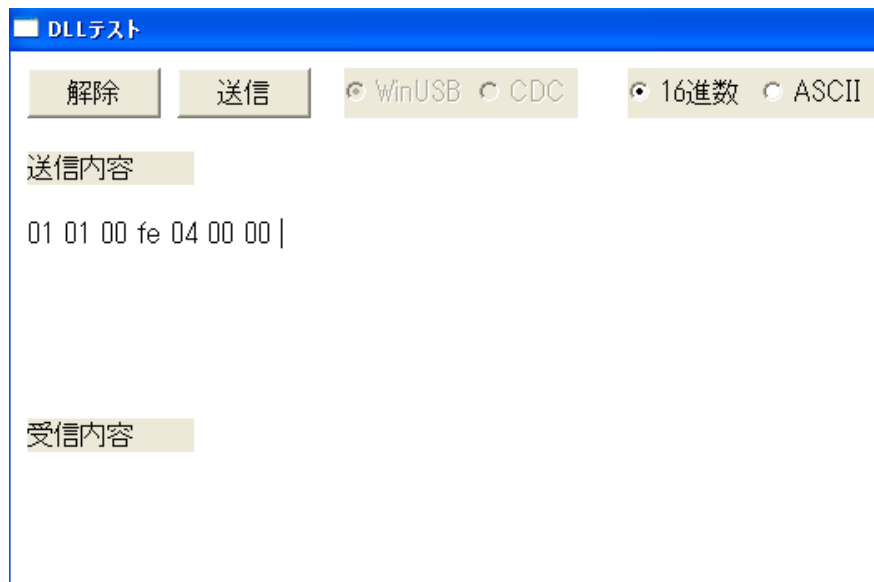 DLLテスト
解除 送信 WinUSB CDC 16進数 ASCII
送信内容
01 01 00 fe 04 00 00
受信内容